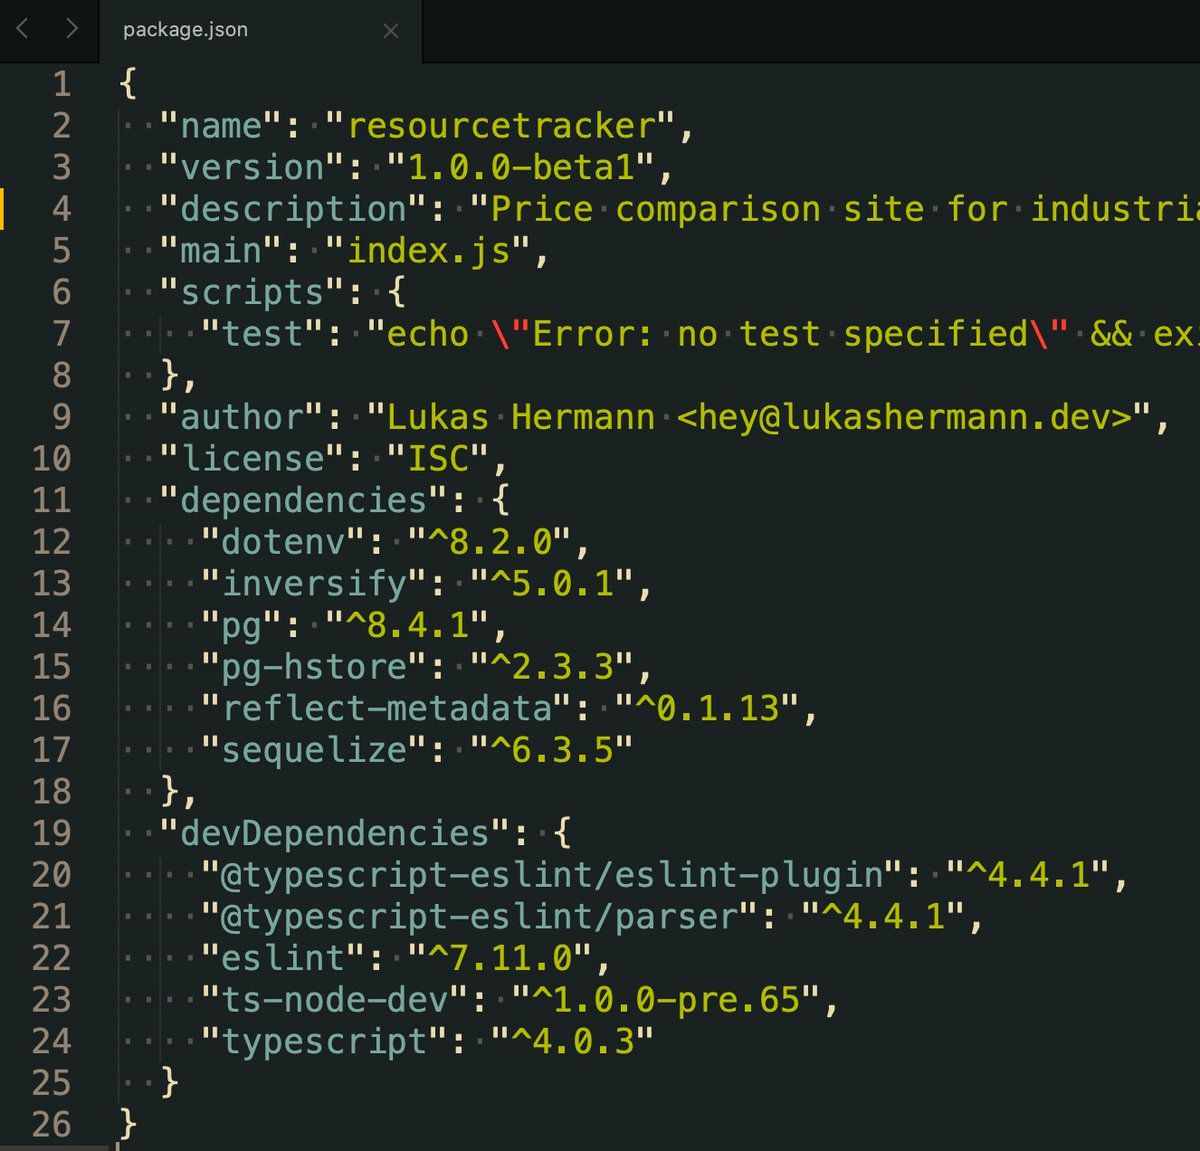 package.json
1 {
2 "name": "resourcetracker",
3 "version": "1.0.0-beta1",
4 "description": "Price comparison site for industria
5 "main": "index.js",
6 "scripts": {
7 "test": "echo \"Error: no test specified\" && exi
8 },
9 "author": "Lukas Hermann <hey@lukashermann.dev>",
10 "license": "ISC",
11 "dependencies": {
12 "dotenv": "^8.2.0",
13 "inversify": "^5.0.1",
14 "pg": "^8.4.1",
15 "pg-hstore": "^2.3.3",
16 "reflect-metadata": "^0.1.13",
17 "sequelize": "^6.3.5"
18 },
19 "devDependencies": {
20 "@typescript-eslint/eslint-plugin": "^4.4.1",
21 "@typescript-eslint/parser": "^4.4.1",
22 "eslint": "^7.11.0",
23 "ts-node-dev": "^1.0.0-pre.65",
24 "typescript": "^4.0.3"
25 }
26 }